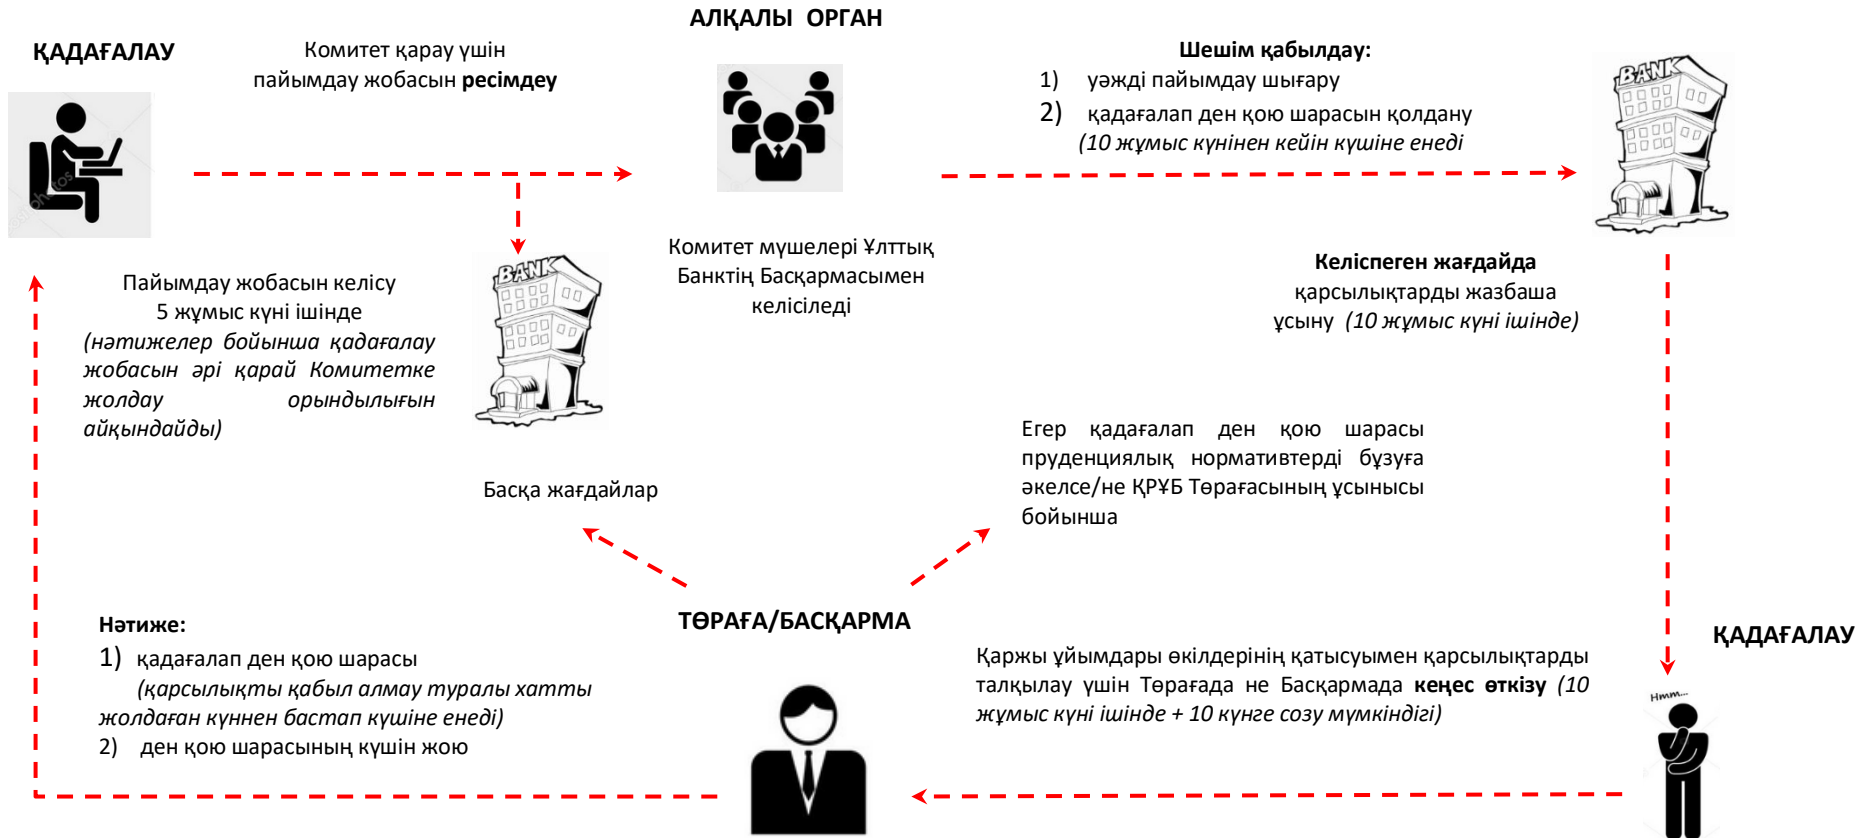 АЛҚАЛЫ ОРГАН
ҚАДАҒАЛАУ
Комитет қарау үшін
пайымдау жобасын ресімдеу
Шешім қабылдау:
1) уәжді пайымдау шығару
2) қадағалап ден қою шарасын қолдану
(10 жұмыс күнінен кейін күшіне енеді
BANK
Комитет мүшелері Ұлттық
Банктің Басқармасымен
келісіледі
Пайымдау жобасын келісу
5 жұмыс күні ішінде
(нәтижелер бойынша қадағалау
жобасын әрі қарай Комитетке
жолдау орындылығын
айқындайды)
BANK
Келіспеген жағдайда
қарсылықтарды жазбаша
ұсыну (10 жұмыс күні ішінде)
Басқа жағдайлар
Егер қадағалап ден қою шарасы
пруденциялық нормативтерді бұзуға
әкелсе/не ҚРҰБ Төрағасының ұсынысы
бойынша
ТӨРАҒА/БАСҚАРМА
Нәтиже:
1) қадағалап ден қою шарасы
(қарсылықты қабыл алмау туралы хатты
жолдаған күннен бастап күшіне енеді)
2) ден қою шарасының күшін жою
Қаржы ұйымдары өкілдерінің қатысуымен қарсылықтарды
талқылау үшін Төрағада не Басқармада кеңес өткізу (10
жұмыс күні ішінде + 10 күнге созу мүмкіндігі)
ҚАДАҒАЛАУ
Hmm...